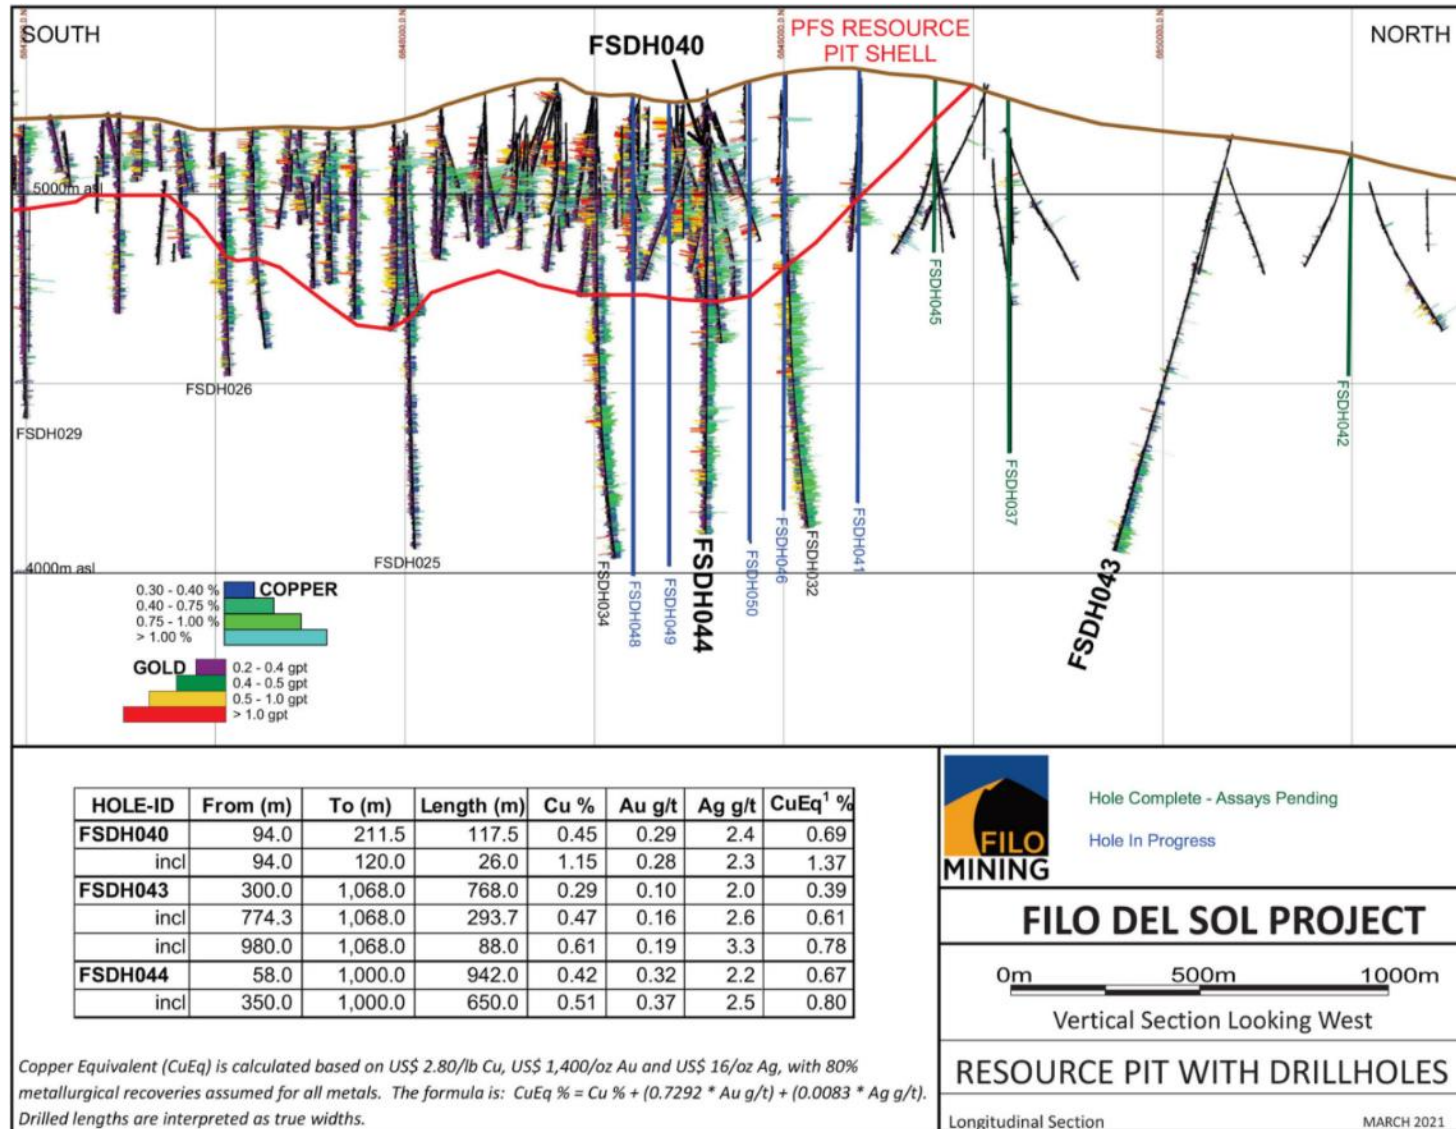 SOUTH
FSDH040
PFS RESOURCE
PIT SHELL
NORTH
6848000.0.N
6849000.0.N
6850000.0.N
5000m asl
FSDH045
FSDH026
FSDH029
FSDH037
FSDH042
FSDH025
FSDH034
FSDH048
FSDH049
FSDH044
FSDH050
FSDH046
FSDH032
FSDH041
FSDH043
4000m asl
COPPER
0.30 - 0.40 %
0.40 - 0.75 %
0.75 - 1.00 %
> 1.00 %
GOLD
0.2 - 0.4 gpt
0.4 - 0.5 gpt
0.5 - 1.0 gpt
> 1.0 gpt
HOLE-ID From (m) To (m) Length (m) Cu % Au g/t Ag g/t CuEq¹ %
FSDH040 94.0 211.5 117.5 0.45 0.29 2.4 0.69
incl 94.0 120.0 26.0 1.15 0.28 2.3 1.37
FSDH043 300.0 1,068.0 768.0 0.29 0.10 2.0 0.39
incl 774.3 1,068.0 293.7 0.47 0.16 2.6 0.61
incl 980.0 1,068.0 88.0 0.61 0.19 3.3 0.78
FSDH044 58.0 1,000.0 942.0 0.42 0.32 2.2 0.67
incl 350.0 1,000.0 650.0 0.51 0.37 2.5 0.80
Copper Equivalent (CuEq) is calculated based on US$ 2.80/lb Cu, US$ 1,400/oz Au and US$ 16/oz Ag, with 80%
metallurgical recoveries assumed for all metals. The formula is: CuEq % = Cu % + (0.7292 * Au g/t) + (0.0083 * Ag g/t).
Drilled lengths are interpreted as true widths.
FILO
MINING
Hole Complete - Assays Pending
Hole In Progress
FILO DEL SOL PROJECT
0m 500m 1000m
Vertical Section Looking West
RESOURCE PIT WITH DRILLHOLES
Longitudinal Section MARCH 2021